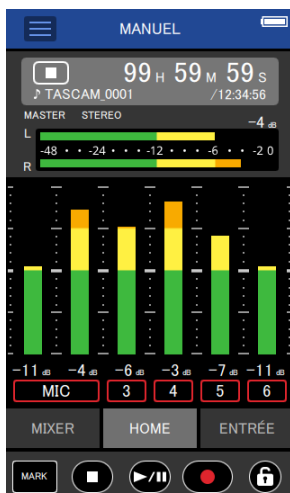 MANUEL
99 H 59 M 59 S
♪ TASCAM_0001 /12:34:56
MASTER STEREO -4 dB
L
-48 • • -24 • • • • -12 • • • -6 • • -2 0
R
-11 dB -4 dB -6 dB -3 dB -7 dB -11 dB
MIC 3 4 5 6
MIXER HOME ENTRÉE
MARK